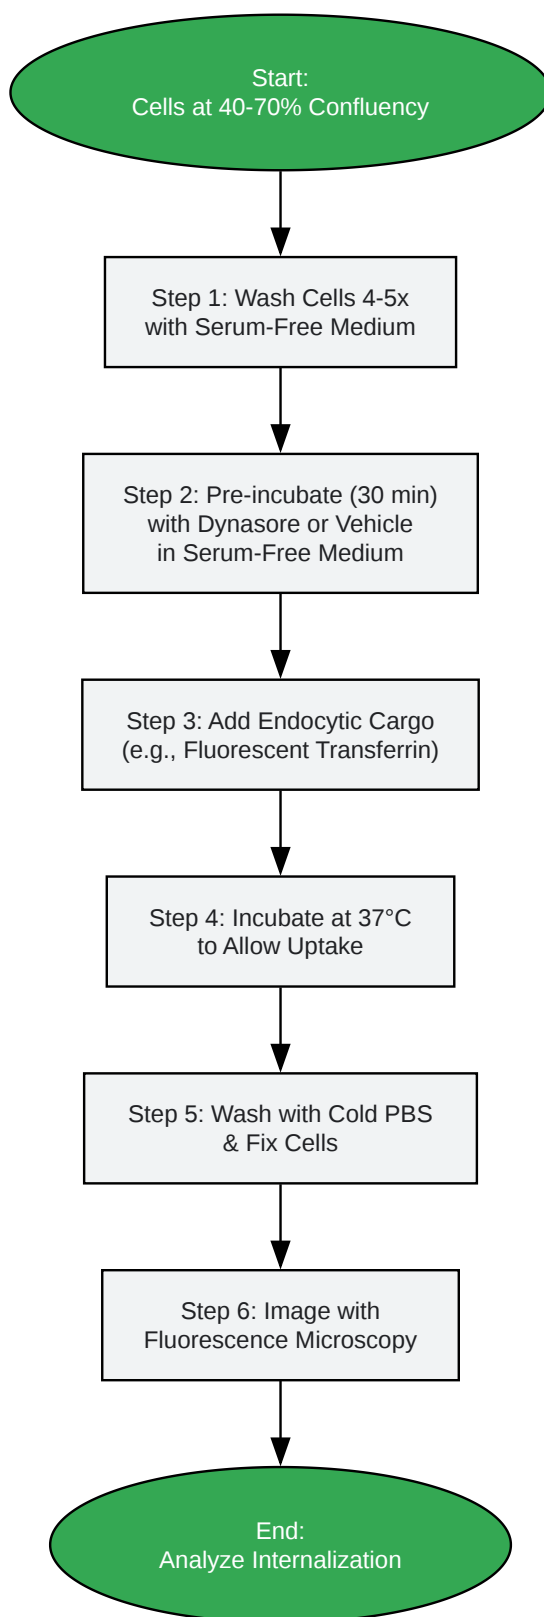 Start:
Cells at 40-70% Confluency
Step 1: Wash Cells 4-5x
with Serum-Free Medium
Step 2: Pre-incubate (30 min)
with Dynasore or Vehicle
in Serum-Free Medium
Step 3: Add Endocytic Cargo
(e.g., Fluorescent Transferrin)
Step 4: Incubate at 37°C
to Allow Uptake
Step 5: Wash with Cold PBS
& Fix Cells
Step 6: Image with
Fluorescence Microscopy
End:
Analyze Internalization